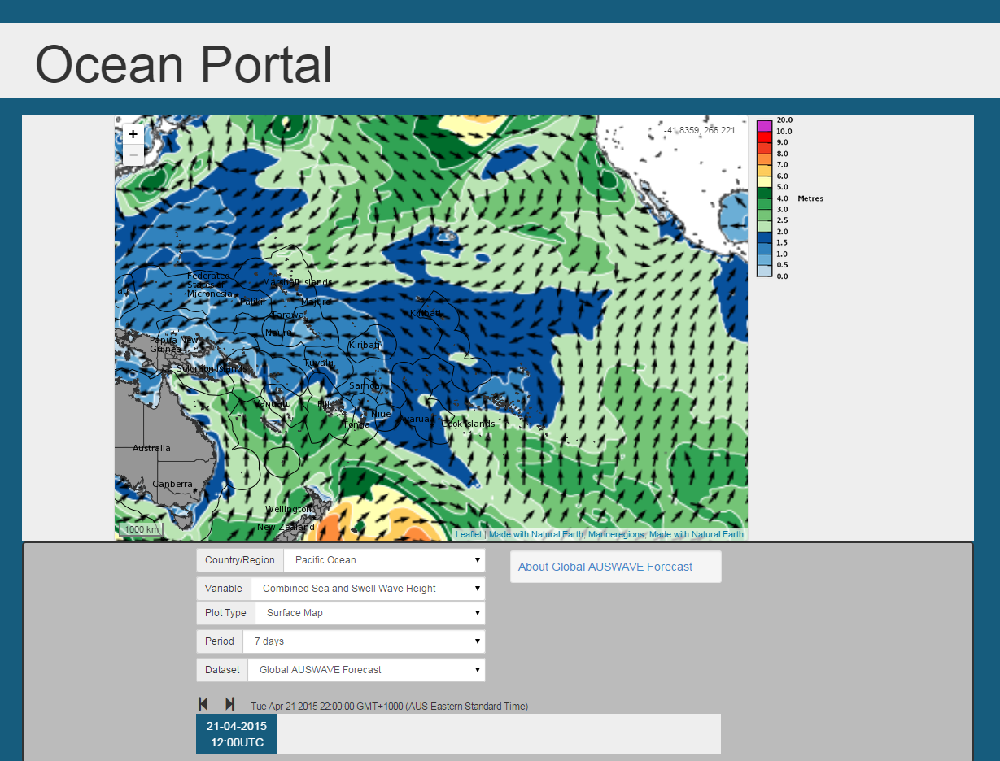 Ocean Portal
+
−
-41.8359, 266.221
20.0
10.0
9.0
8.0
7.0
6.0
5.0
4.0
3.0
2.5
2.0
1.5
1.0
0.5
0.0
Metres
Federated
States of
Micronesia
Marshall Islands
Palikir
Majuro
Tarawa
Kiribati
Nauru
Papua New
Guinea
Kiribati
Solomon Islands
Tuvalu
Samoa
Vanuatu
Fiji
Niue
Tonga
Avarua
Cook Islands
Australia
Canberra
Wellington
New Zealand
1000 km
Leaflet | Made with Natural Earth, Marineregions, Made with Natural Earth
Country/Region Pacific Ocean
About Global AUSWAVE Forecast
Variable Combined Sea and Swell Wave Height
Plot Type Surface Map
Period 7 days
Dataset Global AUSWAVE Forecast
Tue Apr 21 2015 22:00:00 GMT+1000 (AUS Eastern Standard Time)
21-04-2015
12:00UTC